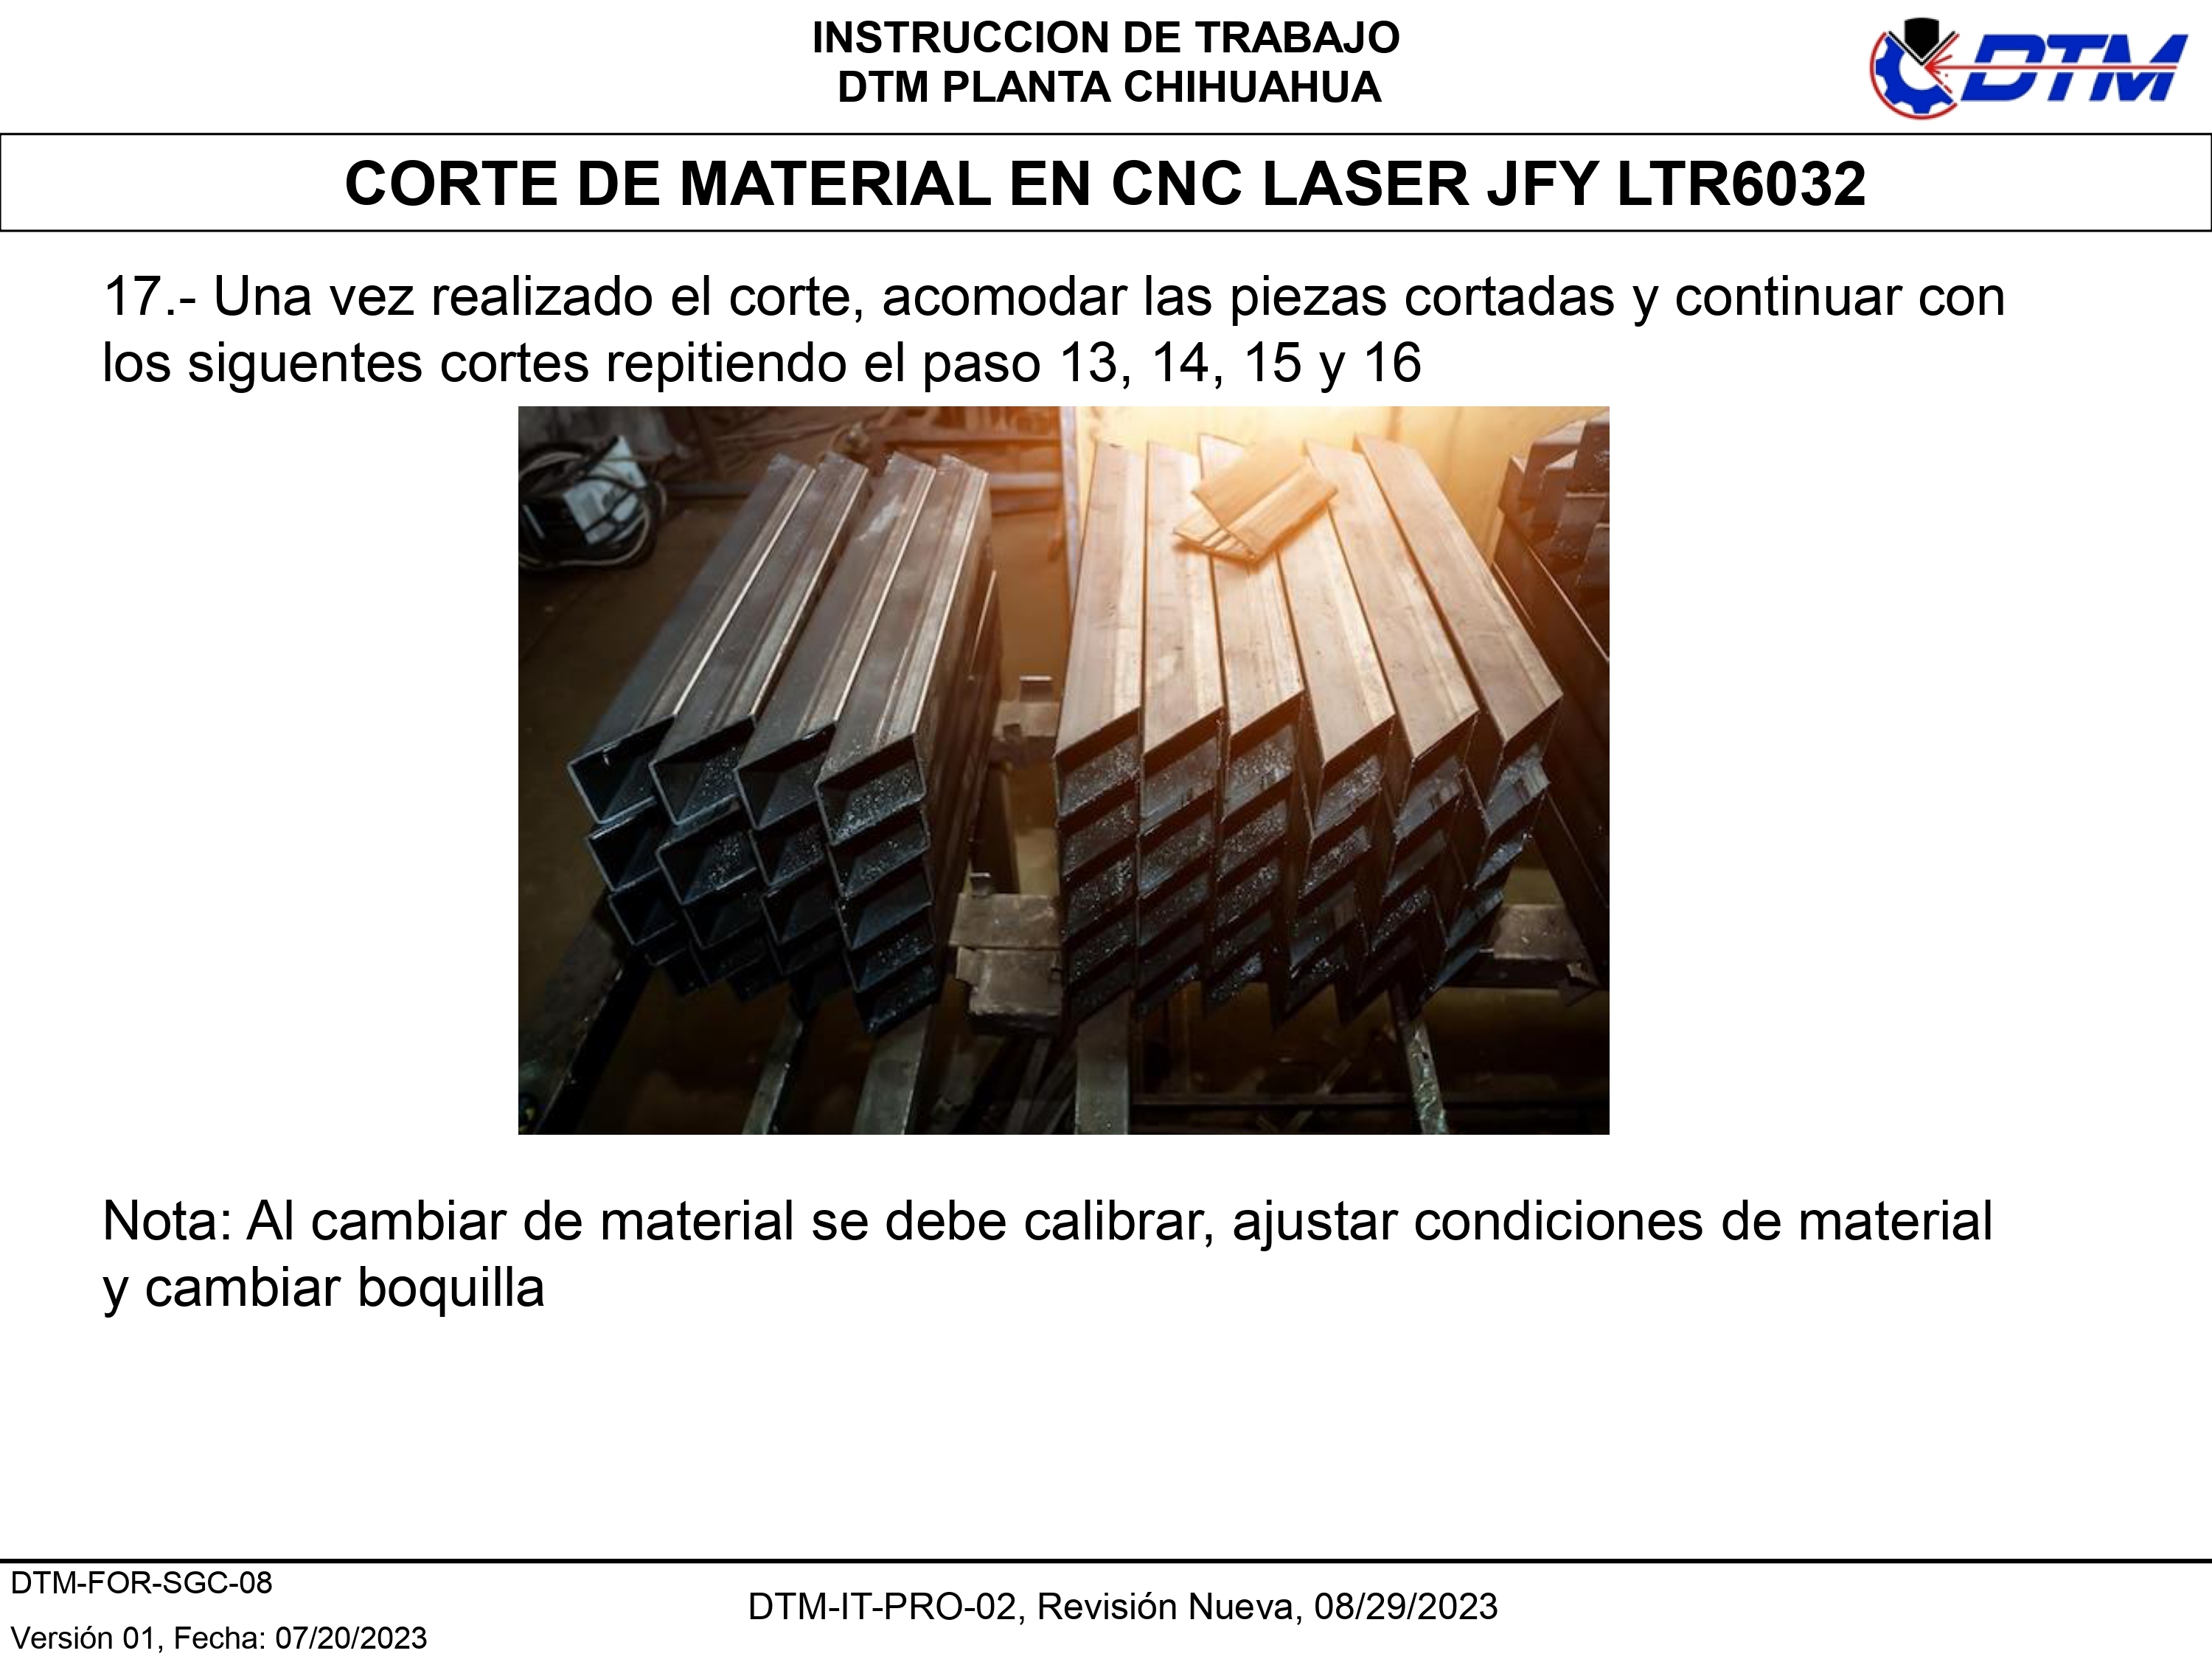 INSTRUCCION DE TRABAJO
DTM PLANTA CHIHUAHUA
DTM
CORTE DE MATERIAL EN CNC LASER JFY LTR6032
17.- Una vez realizado el corte, acomodar las piezas cortadas y continuar con
los siguentes cortes repitiendo el paso 13, 14, 15 y 16
Nota: Al cambiar de material se debe calibrar, ajustar condiciones de material
y cambiar boquilla
DTM-FOR-SGC-08
DTM-IT-PRO-02, Revisión Nueva, 08/29/2023
Versión 01, Fecha: 07/20/2023